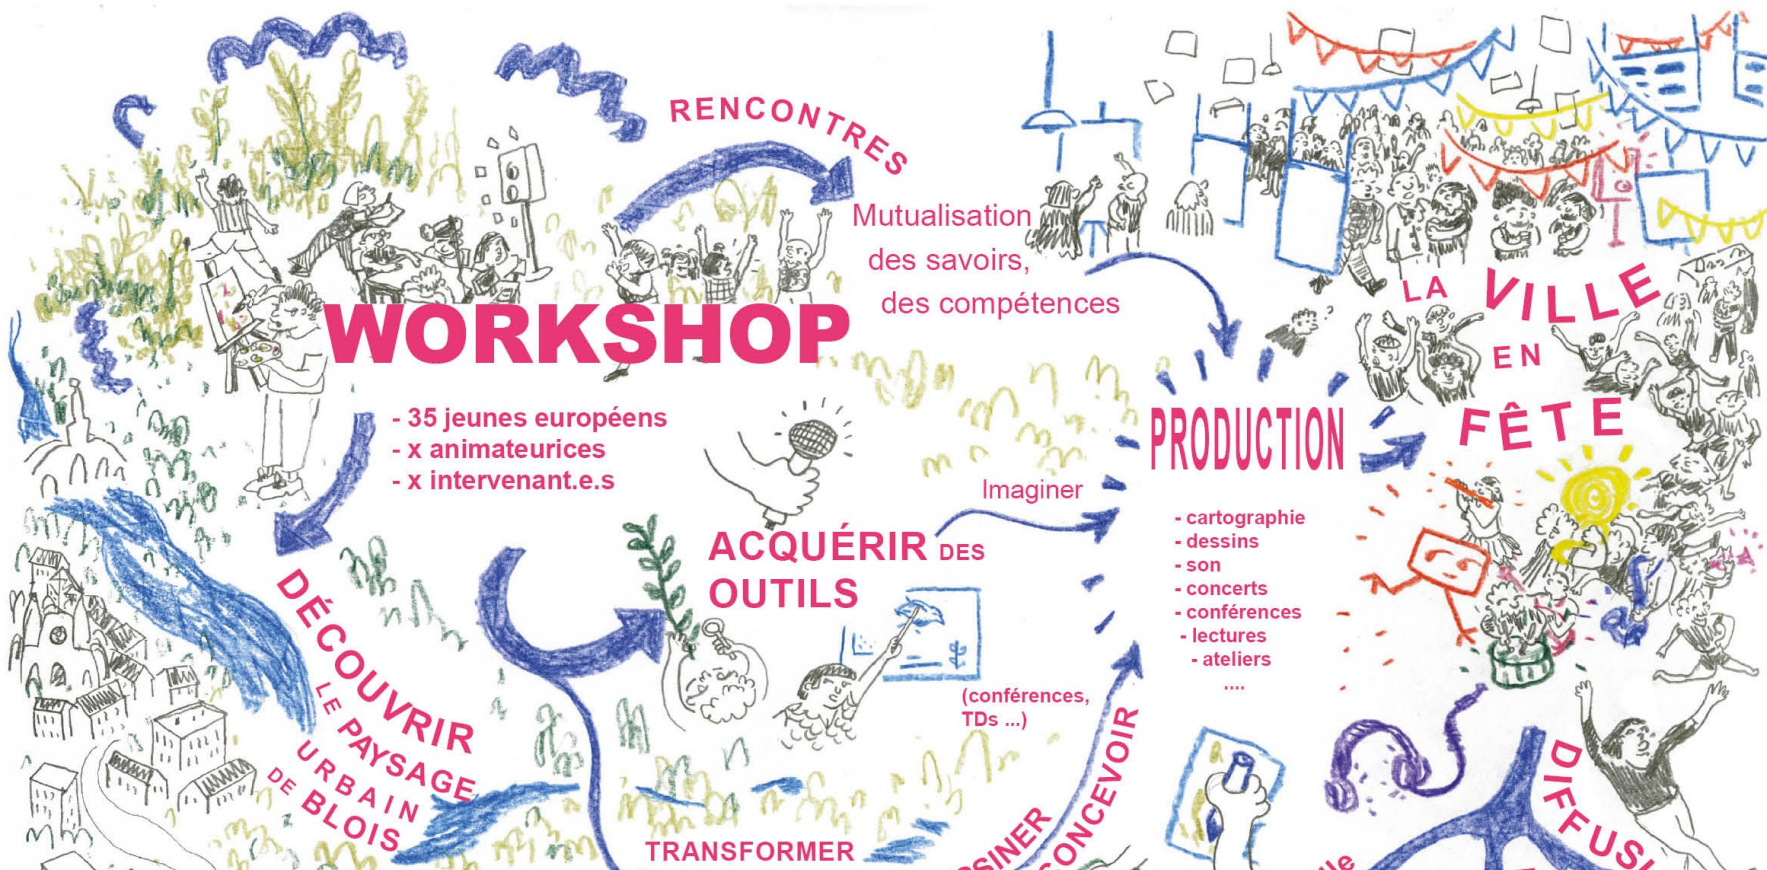 RENCONTRES
Mutualisation
des savoirs,
des compétences
WORKSHOP
- 35 jeunes européens
- x animateurices
- x intervenant.e.s
LA VILLE
EN
FÊTE
PRODUCTION
- cartographie
- dessins
- son
- concerts
- conférences
- lectures
- ateliers
....
Imaginer
ACQUÉRIR DES
OUTILS
(conférences,
TDs ...)
DÉCOUVRIR
LE PAYSAGE
URBAIN
DE BLOIS
TRANSFORMER
CONCEVOIR